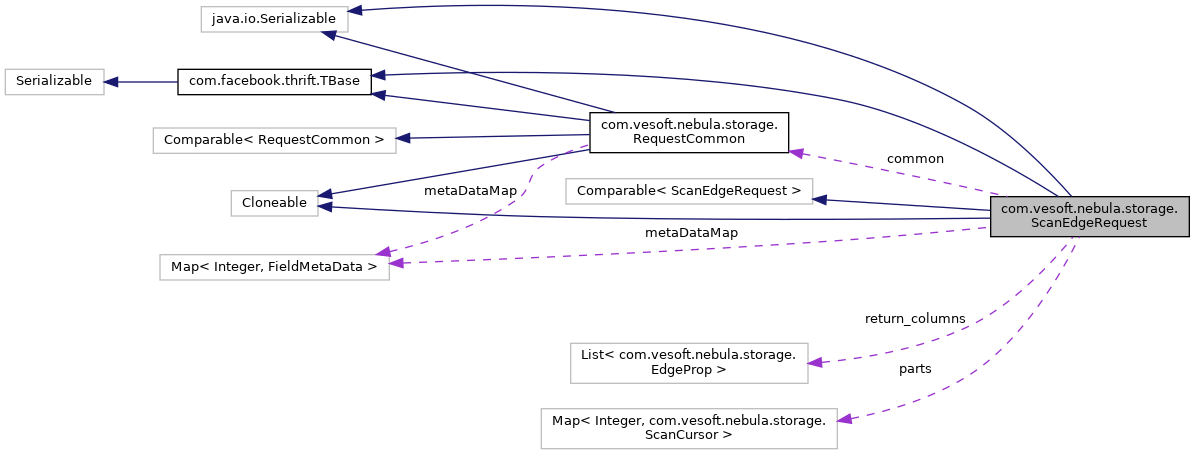 java.io.Serializable
Serializable
com.facebook.thrift.TBase
com.vesoft.nebula.storage.
RequestCommon
Comparable< RequestCommon >
common
metaDataMap
Comparable< ScanEdgeRequest >
Cloneable
com.vesoft.nebula.storage.
ScanEdgeRequest
metaDataMap
Map< Integer, FieldMetaData >
return_columns
List< com.vesoft.nebula.storage.
EdgeProp >
parts
Map< Integer, com.vesoft.nebula.storage.
ScanCursor >